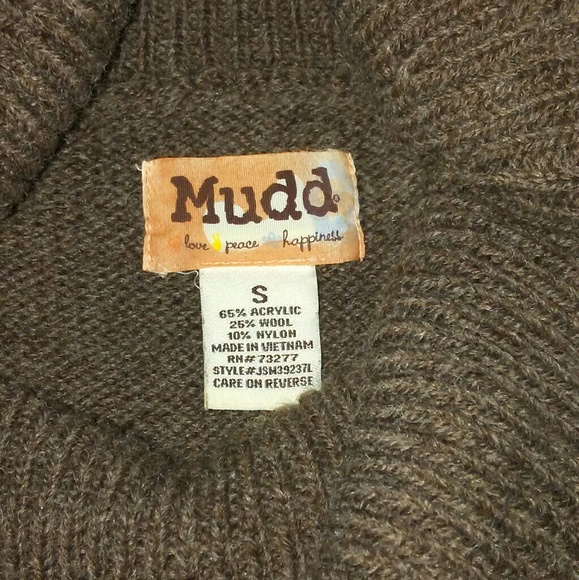 Mudd®
love peace happiness
S
65% ACRYLIC
25% WOOL
10% NYLON
MADE IN VIETNAM
RN# 73277
STYLE#JSM39237L
CARE ON REVERSE